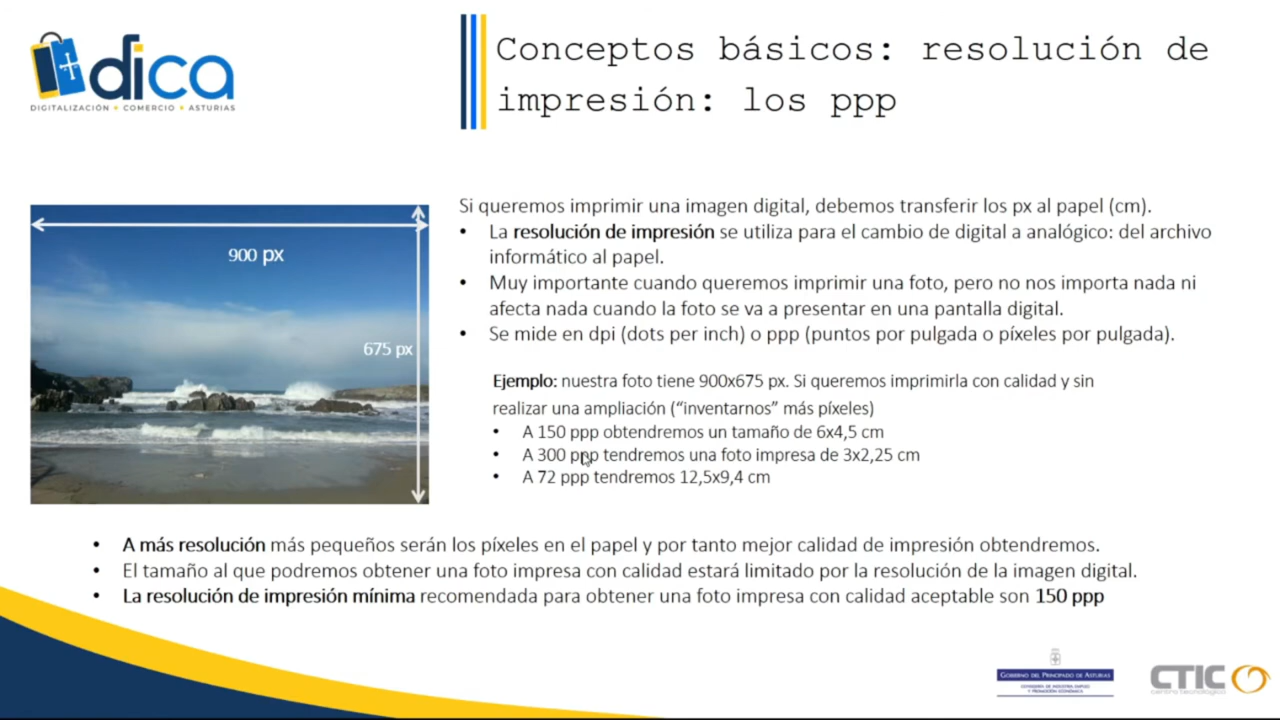 dica
DIGITALIZACIÓN • COMERCIO • ASTURIAS
Conceptos básicos: resolución de
impresión: los ppp
900 px
675 px
Si queremos imprimir una imagen digital, debemos transferir los px al papel (cm).
• La resolución de impresión se utiliza para el cambio de digital a analógico: del archivo
informático al papel.
• Muy importante cuando queremos imprimir una foto, pero no nos importa nada ni
afecta nada cuando la foto se va a presentar en una pantalla digital.
• Se mide en dpi (dots per inch) o ppp (puntos por pulgada o píxeles por pulgada).
Ejemplo: nuestra foto tiene 900x675 px. Si queremos imprimirla con calidad y sin
realizar una ampliación (“inventarnos” más píxeles)
• A 150 ppp obtendremos un tamaño de 6x4,5 cm
• A 300 ppp tendremos una foto impresa de 3x2,25 cm
• A 72 ppp tendremos 12,5x9,4 cm
• A más resolución más pequeños serán los píxeles en el papel y por tanto mejor calidad de impresión obtendremos.
• El tamaño al que podremos obtener una foto impresa con calidad estará limitado por la resolución de la imagen digital.
• La resolución de impresión mínima recomendada para obtener una foto impresa con calidad aceptable son 150 ppp
GOBIERNO DEL PRINCIPADO DE ASTURIAS
CONSEJERÍA DE INDUSTRIA, EMPLEO
Y PROMOCIÓN ECONÓMICA
CTIC
centro tecnológico